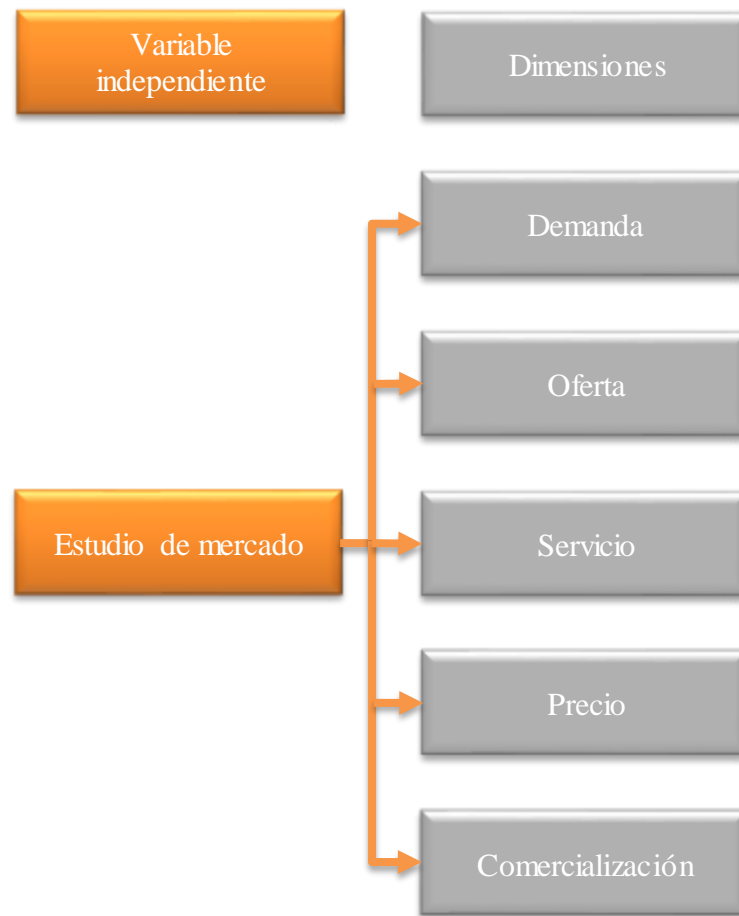 Variable
independiente
Dimensiones
Demanda
Oferta
Estudio de mercado
Servicio
Precio
Comercialización